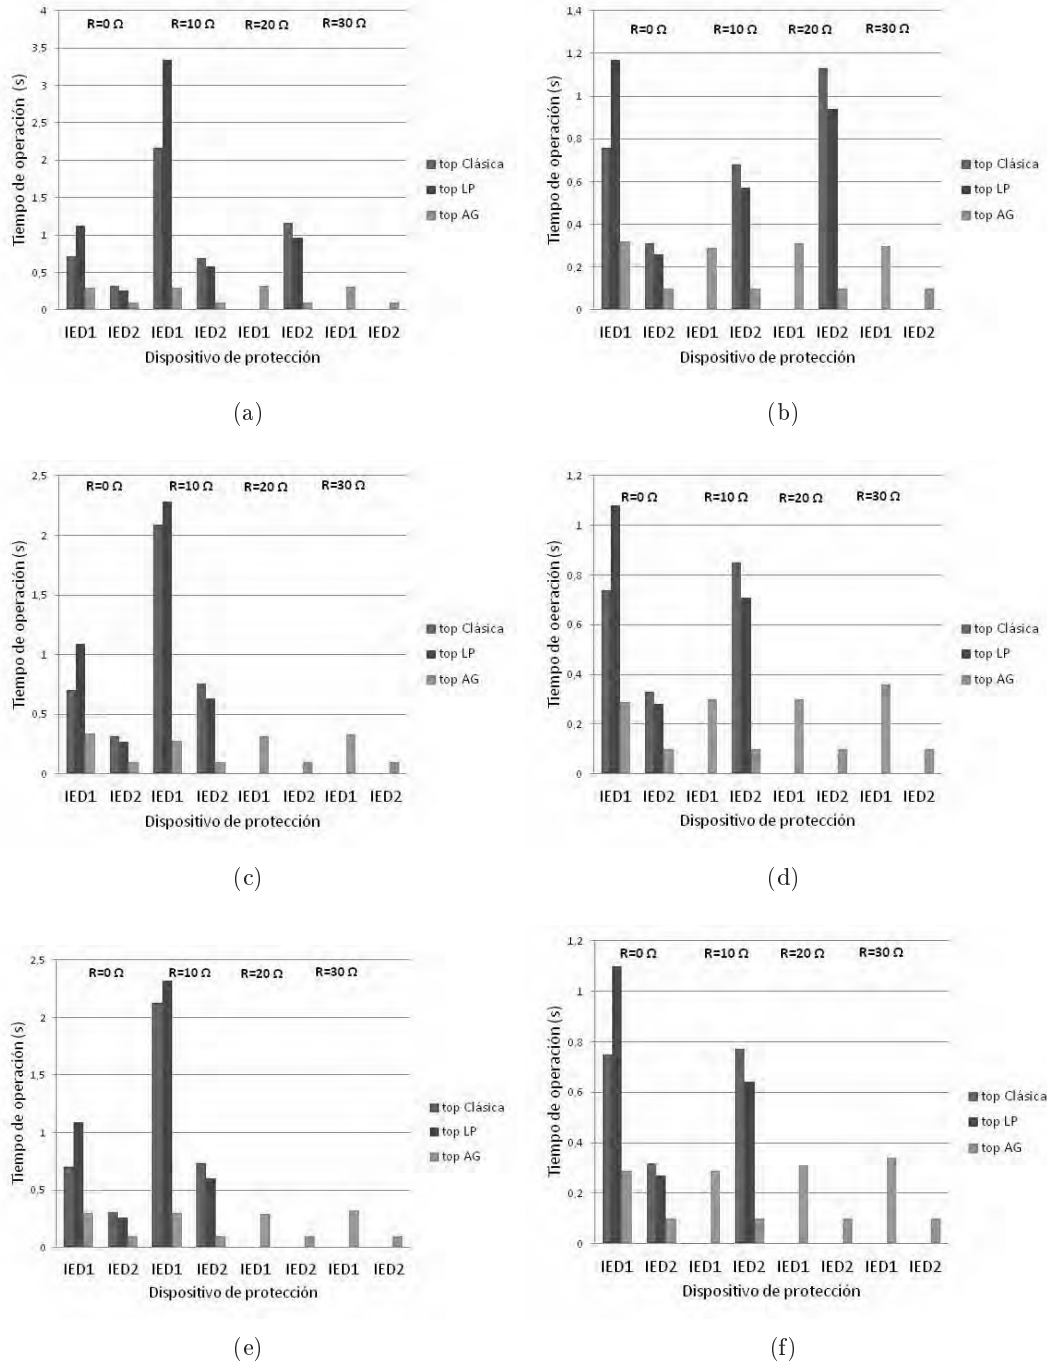 4
3,5
3
2,5
2
1,5
1
0,5
0
R=0 Ω R=10 Ω R=20 Ω R=30 Ω
Tiempo de operación (s)
top Clásica
top LP
top AG
IED1 IED2 IED1 IED2 IED1 IED2 IED1 IED2
Dispositivo de protección
(a)
1,4
1,2
1
0,8
0,6
0,4
0,2
0
R=0 Ω R=10 Ω R=20 Ω R=30 Ω
Tiempo de operación (s)
top Clásica
top LP
top AG
IED1 IED2 IED1 IED2 IED1 IED2 IED1 IED2
Dispositivo de protección
(b)
2,5
2
1,5
1
0,5
0
R=0 Ω R=10 Ω R=20 Ω R=30 Ω
Tiempo de operación (s)
top Clásica
top LP
top AG
IED1 IED2 IED1 IED2 IED1 IED2 IED1 IED2
Dispositivo de protección
(c)
1,2
1
0,8
0,6
0,4
0,2
0
R=0 Ω R=10 Ω R=20 Ω R=30 Ω
Tiempo de oeeración (s)
top Clásica
top LP
top AG
IED1 IED2 IED1 IED2 IED1 IED2 IED1 IED2
Dispositivo de protección
(d)
2,5
2
1,5
1
0,5
0
R=0 Ω R=10 Ω R=20 Ω R=30 Ω
Tiempo de operación (s)
top Clásica
top LP
top AG
IED1 IED2 IED1 IED2 IED1 IED2 IED1 IED2
Dispositivo de protección
(e)
1,2
1
0,8
0,6
0,4
0,2
0
R=0 Ω R=10 Ω R=20 Ω R=30 Ω
Tiempo de operación (s)
top Clásica
top LP
top AG
IED1 IED2 IED1 IED2 IED1 IED2 IED1 IED2
Dispositivo de protección
(f)